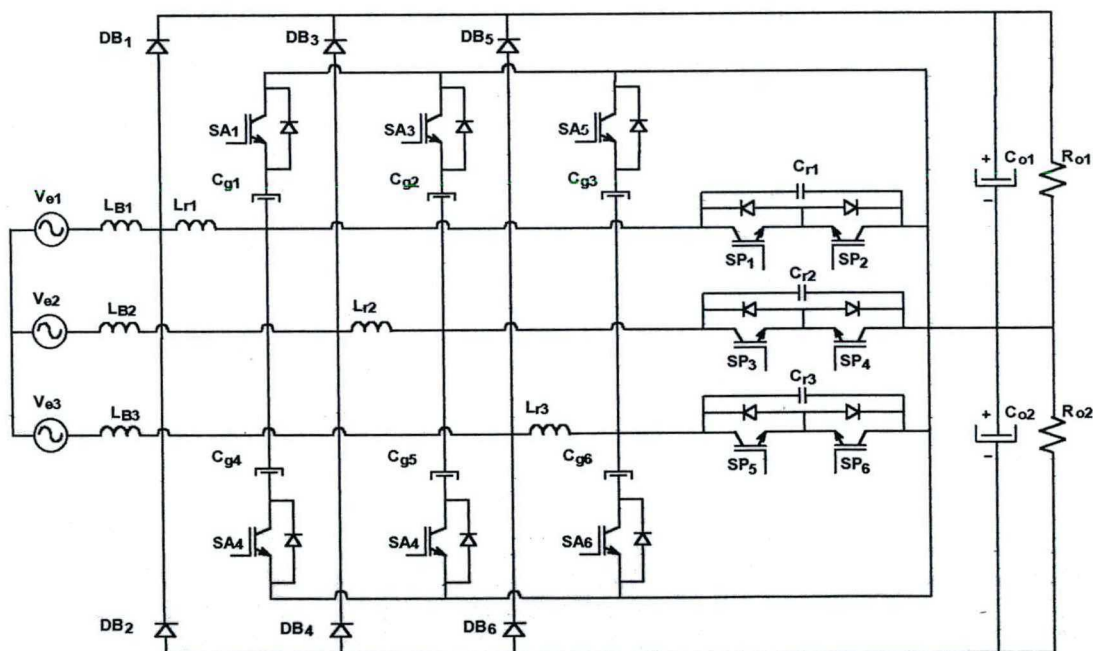 DB1 DB3 DB5
SA1 SA3 SA5
Cg1 Cg2 Cg3
Cr1
Co1 Ro1
+
−
Ve1 LB1 Lr1
SP1 SP2
Cr2
Ve2 LB2 Lr2
SP3 SP4
Cr3
Ve3 LB3 Lr3
+
Co2 Ro2
−
Cg4 Cg5 Cg6
SP5 SP6
SA4 SA4 SA6
DB2 DB4 DB6